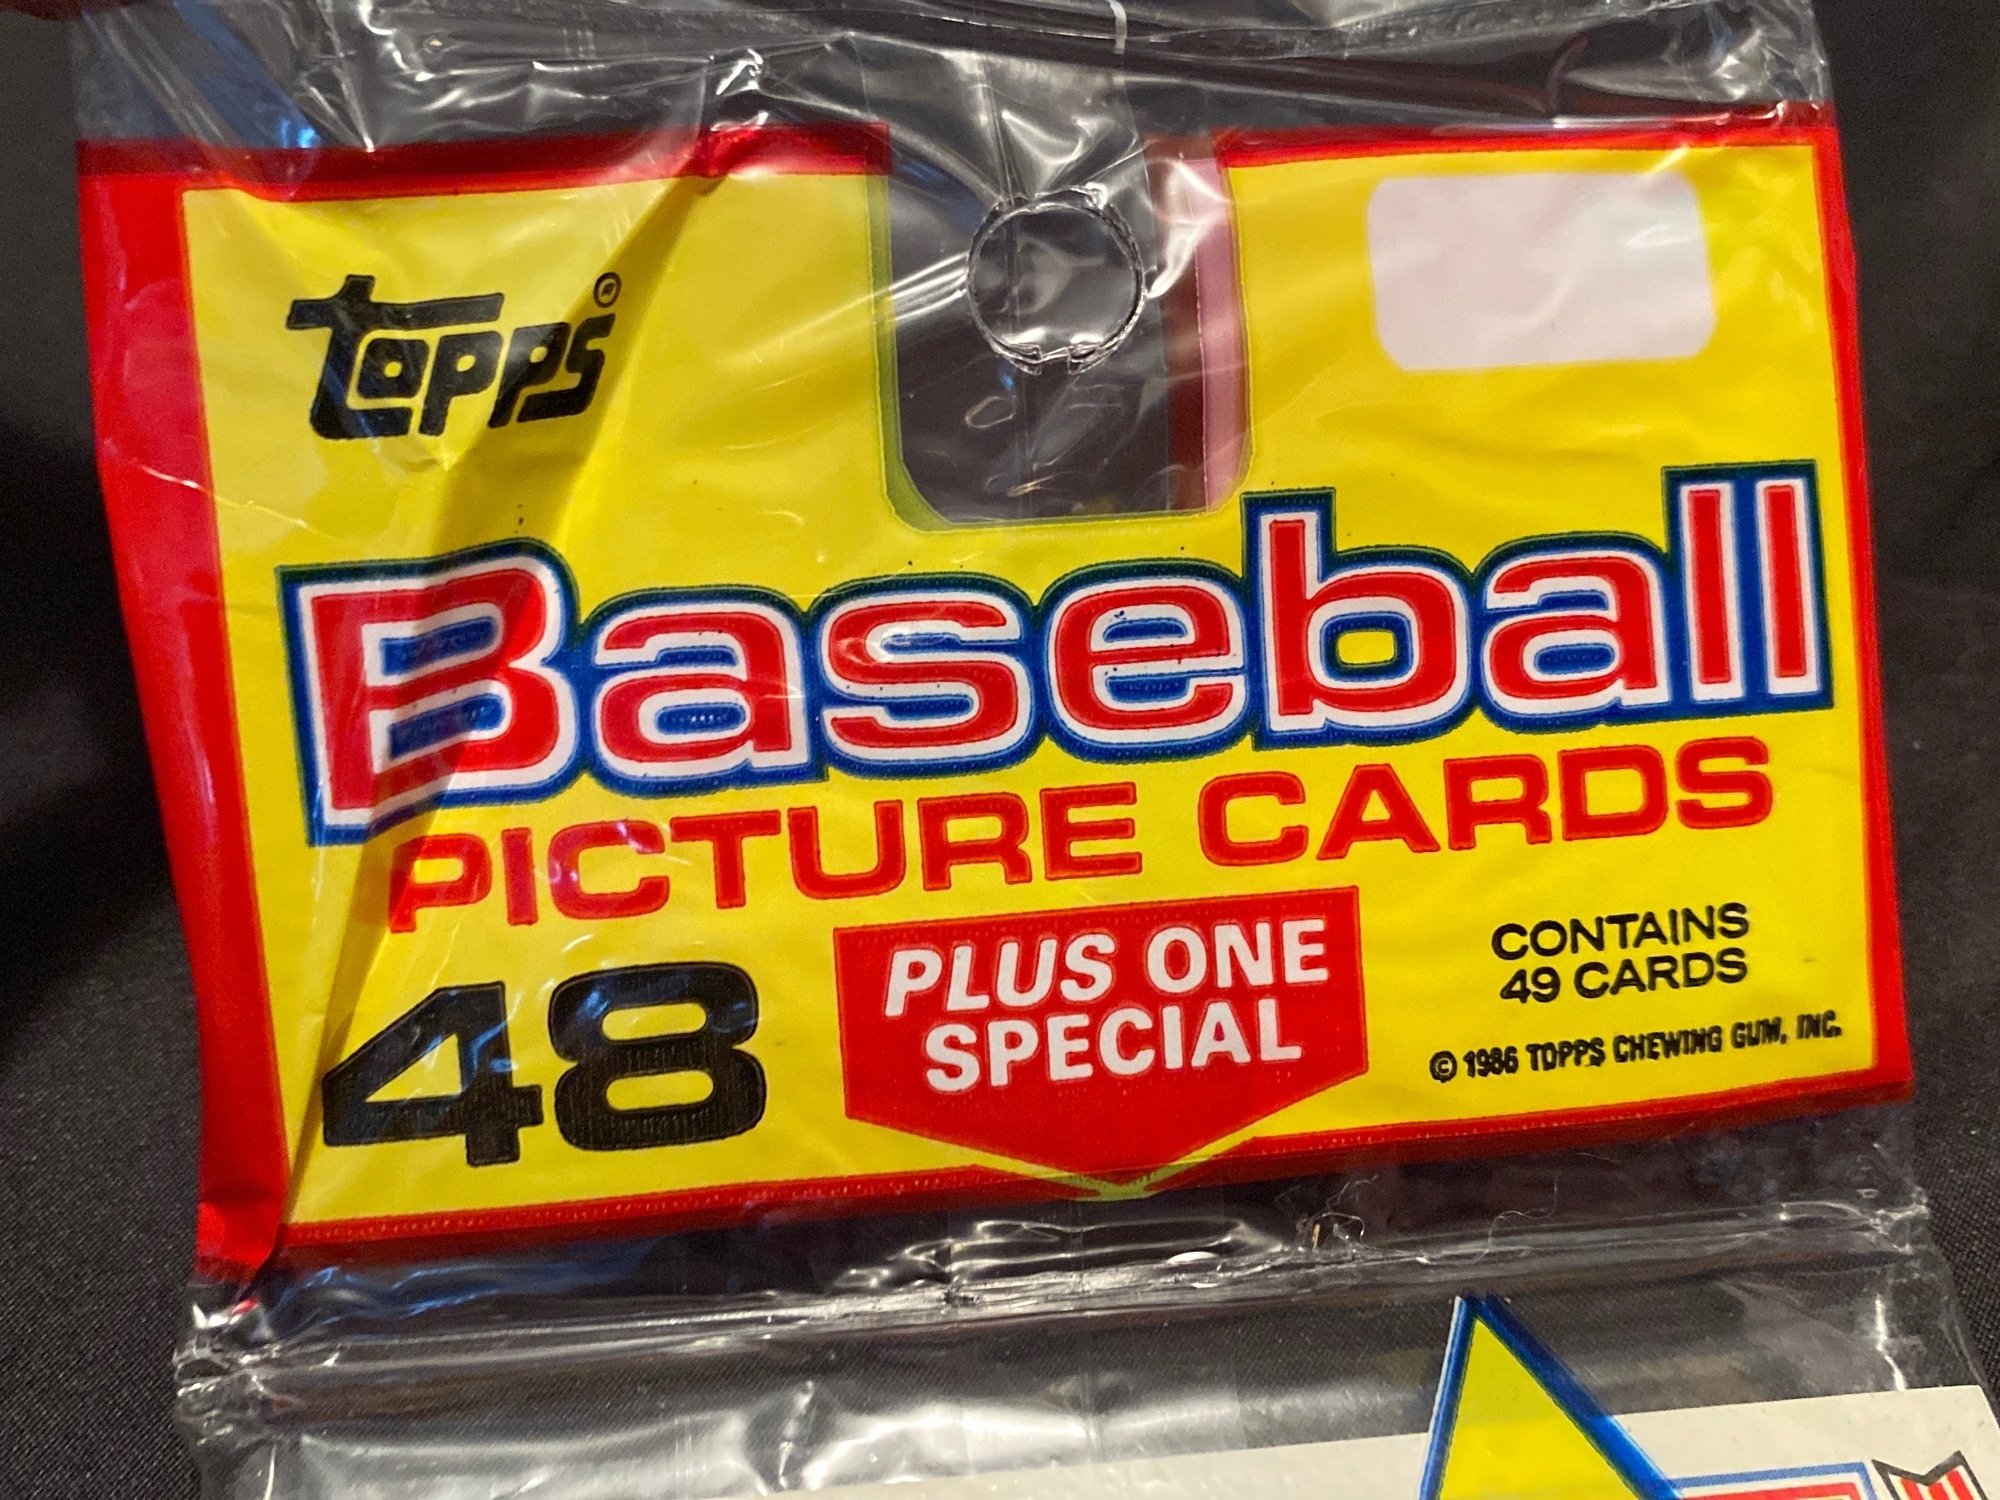 Topps®
Baseball
PICTURE CARDS
48
PLUS ONE
SPECIAL
CONTAINS
49 CARDS
© 1986 TOPPS CHEWING GUM, INC.